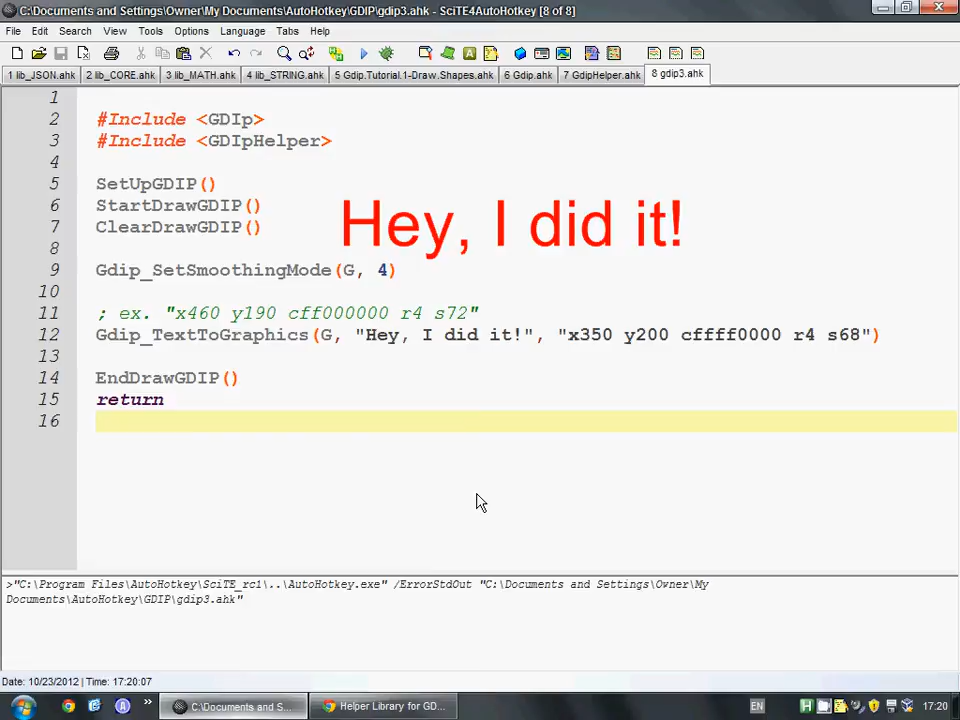 C:\Documents and Settings\Owner\My Documents\AutoHotkey\GDIP\gdip3.ahk - SciTE4AutoHotkey [8 of 8]
File Edit Search View Tools Options Language Tabs Help
1 lib_JSON.ahk 2 lib_CORE.ahk 3 lib_MATH.ahk 4 lib_STRING.ahk 5 Gdip.Tutorial.1-Draw.Shapes.ahk 6 Gdip.ahk 7 GdipHelper.ahk 8 gdip3.ahk
1
2 #Include <GDIp>
3 #Include <GDIpHelper>
4
5 SetUpGDIP()
6 StartDrawGDIP()
7 ClearDrawGDIP()
Hey, I did it!
8
9 Gdip_SetSmoothingMode(G, 4)
10
11 ; ex. "x460 y190 cff000000 r4 s72"
12 Gdip_TextToGraphics(G, "Hey, I did it!", "x350 y200 cffff0000 r4 s68")
13
14 EndDrawGDIP()
15 return
16
>"C:\Program Files\AutoHotkey\SciTE_rc1\..\AutoHotkey.exe" /ErrorStdOut "C:\Documents and Settings\Owner\My
Documents\AutoHotkey\GDIP\gdip3.ahk"
Date: 10/23/2012 | Time: 17:20:07
C:\Documents and S... Helper Library for GD... EN 17:20